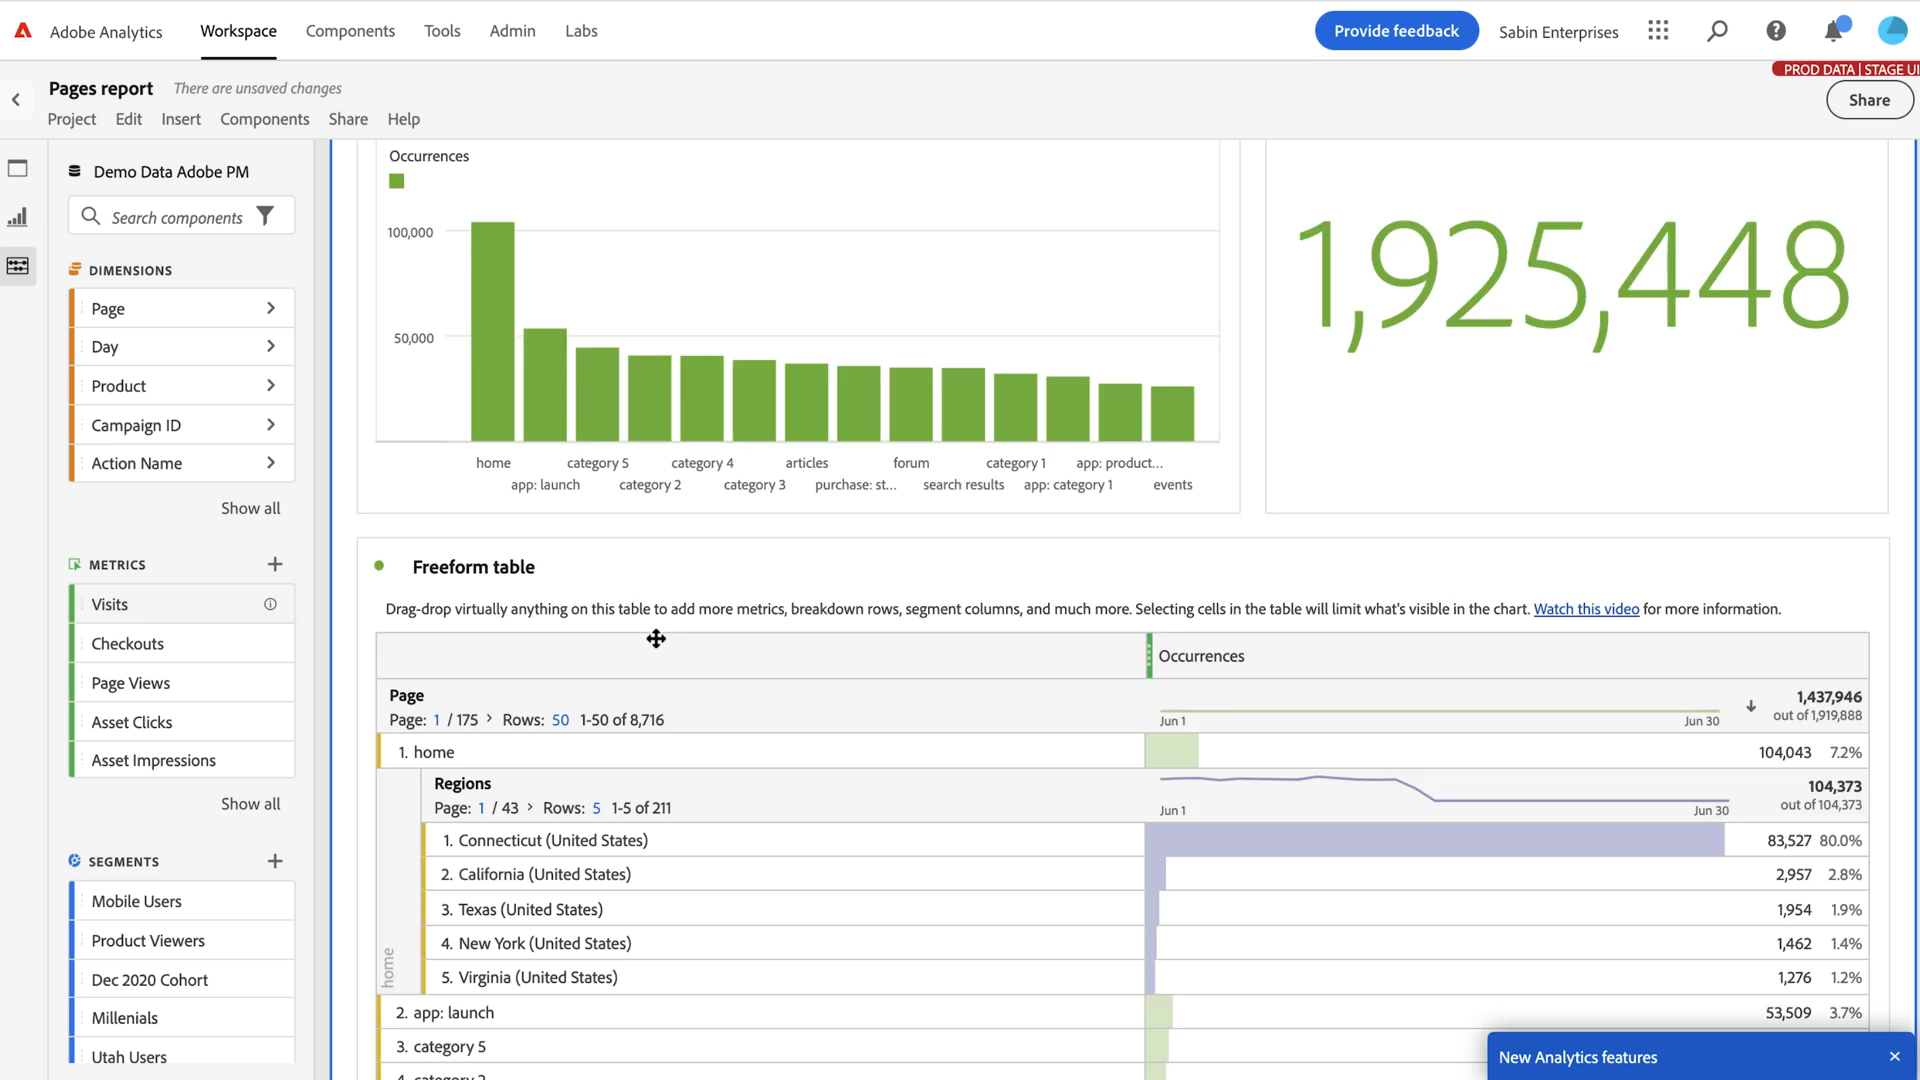 Adobe Analytics Workspace Components Tools Admin Labs Provide feedback Sabin Enterprises
PROD DATA | STAGE UI
Pages report There are unsaved changes
Share
Project Edit Insert Components Share Help
Demo Data Adobe PM
Search components
DIMENSIONS
Page
Day
Product
Campaign ID
Action Name
Show all
METRICS
Visits
Checkouts
Page Views
Asset Clicks
Asset Impressions
Show all
SEGMENTS
Mobile Users
Product Viewers
Dec 2020 Cohort
Millenials
Utah Users
Occurrences
100,000
50,000
home category 5 category 4 articles forum category 1 app: product...
app: launch category 2 category 3 purchase: st... search results app: category 1 events
1,925,448
Freeform table
Drag-drop virtually anything on this table to add more metrics, breakdown rows, segment columns, and much more. Selecting cells in the table will limit what's visible in the chart. Watch this video for more information.
Occurrences
Page
Page: 1 / 175 > Rows: 50 1-50 of 8,716
Jun 1 Jun 30
1,437,946
out of 1,919,888
1. home 104,043 7.2%
Regions
Page: 1 / 43 > Rows: 5 1-5 of 211
Jun 1 Jun 30
104,373
out of 104,373
1. Connecticut (United States) 83,527 80.0%
2. California (United States) 2,957 2.8%
3. Texas (United States) 1,954 1.9%
4. New York (United States) 1,462 1.4%
5. Virginia (United States) 1,276 1.2%
home
2. app: launch 53,509 3.7%
3. category 5
4. category 2
New Analytics features